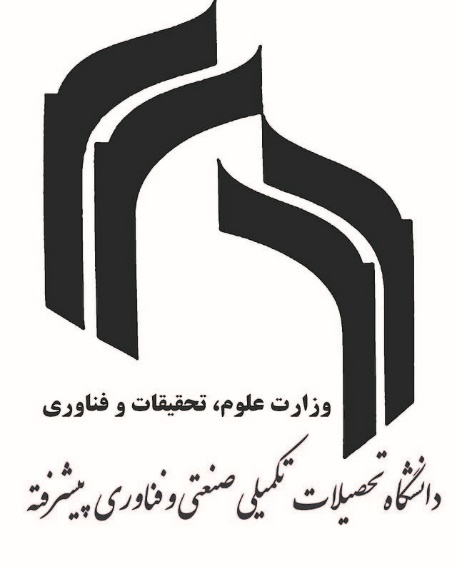 وزارت علوم، تحقیقات و فناوری
دانشگاه تحصیلات تکمیلی صنعتی و فناوری پیشرفته